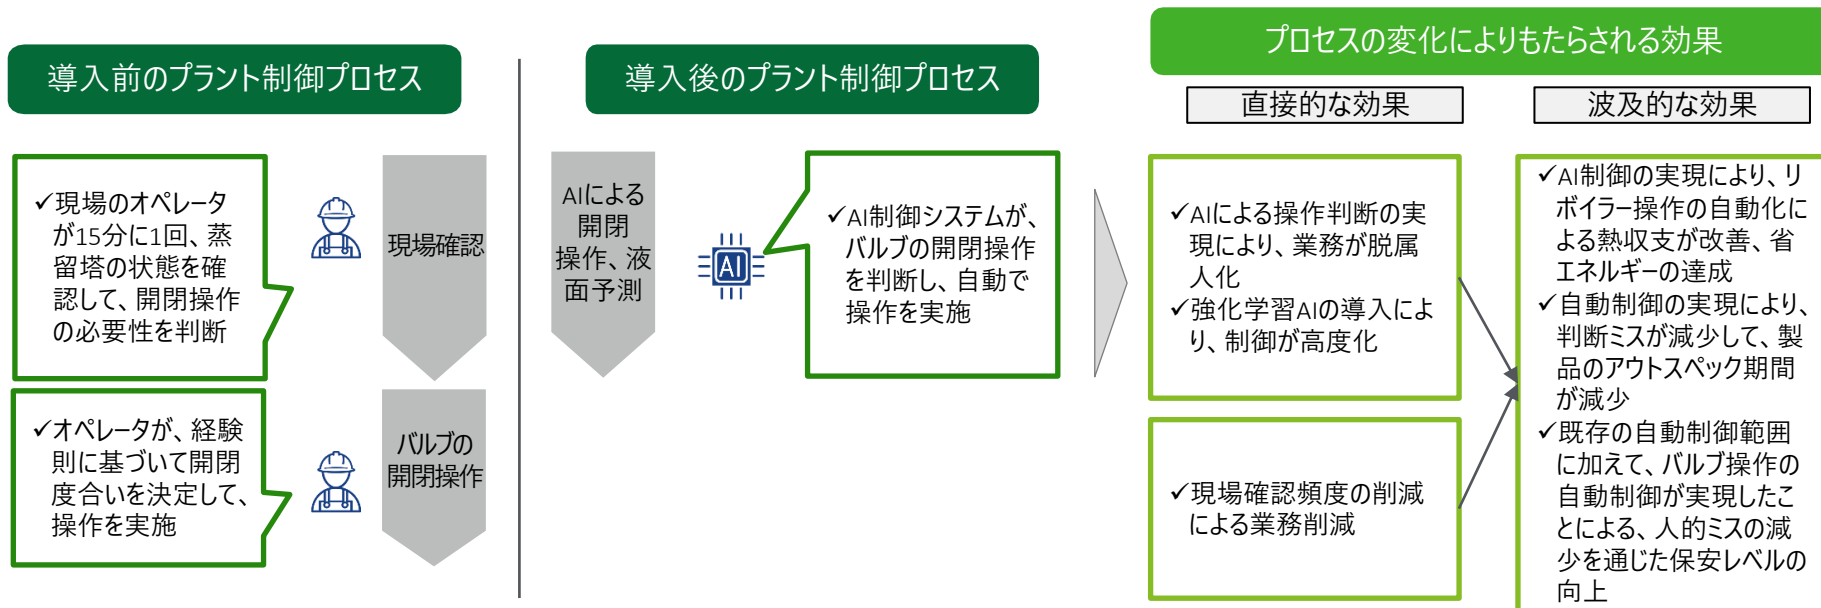 導入前のプラント制御プロセス
✓現場のオペレータ
が15分に1回、蒸
留塔の状態を確
認して、開閉操作
の必要性を判断
現場確認
✓オペレータが、経験
則に基づいて開閉
度合いを決定して、
操作を実施
バルブの
開閉操作
導入後のプラント制御プロセス
AIによる
開閉
操作、液
面予測
AI
✓AI制御システムが、
バルブの開閉操作
を判断し、自動で
操作を実施
プロセスの変化によりもたらされる効果
直接的な効果
✓AIによる操作判断の実
現により、業務が脱属
人化
✓強化学習AIの導入によ
り、制御が高度化
✓現場確認頻度の削減
による業務削減
波及的な効果
✓AI制御の実現により、リ
ボイラー操作の自動化に
よる熱収支が改善、省
エネルギーの達成
✓自動制御の実現により、
判断ミスが減少して、製
品のアウトスペック期間
が減少
✓既存の自動制御範囲
に加えて、バルブ操作の
自動制御が実現したこ
とによる、人的ミスの減
少を通じた保安レベルの
向上